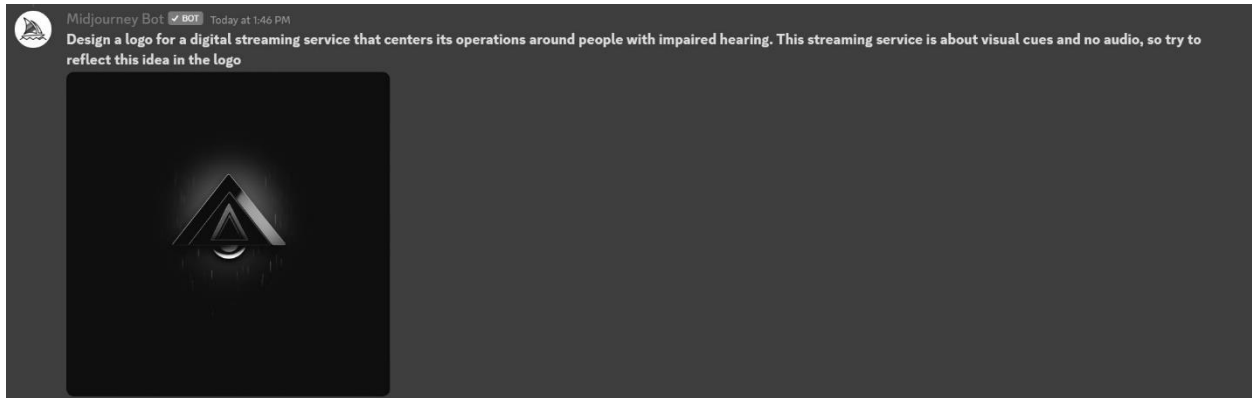 Midjourney Bot ✓ BOT Today at 1:46 PM
Design a logo for a digital streaming service that centers its operations around people with impaired hearing. This streaming service is about visual cues and no audio, so try to
reflect this idea in the logo